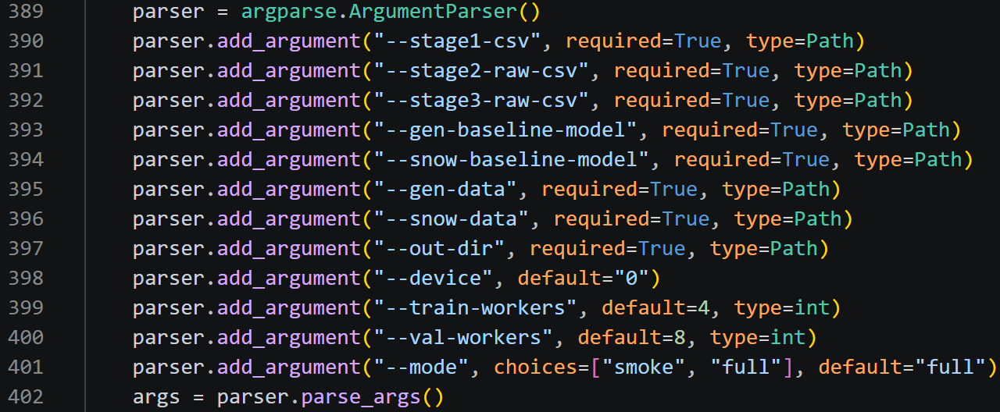 389 parser = argparse.ArgumentParser()
390 parser.add_argument("--stage1-csv", required=True, type=Path)
391 parser.add_argument("--stage2-raw-csv", required=True, type=Path)
392 parser.add_argument("--stage3-raw-csv", required=True, type=Path)
393 parser.add_argument("--gen-baseline-model", required=True, type=Path)
394 parser.add_argument("--snow-baseline-model", required=True, type=Path)
395 parser.add_argument("--gen-data", required=True, type=Path)
396 parser.add_argument("--snow-data", required=True, type=Path)
397 parser.add_argument("--out-dir", required=True, type=Path)
398 parser.add_argument("--device", default="0")
399 parser.add_argument("--train-workers", default=4, type=int)
400 parser.add_argument("--val-workers", default=8, type=int)
401 parser.add_argument("--mode", choices=["smoke", "full"], default="full")
402 args = parser.parse_args()